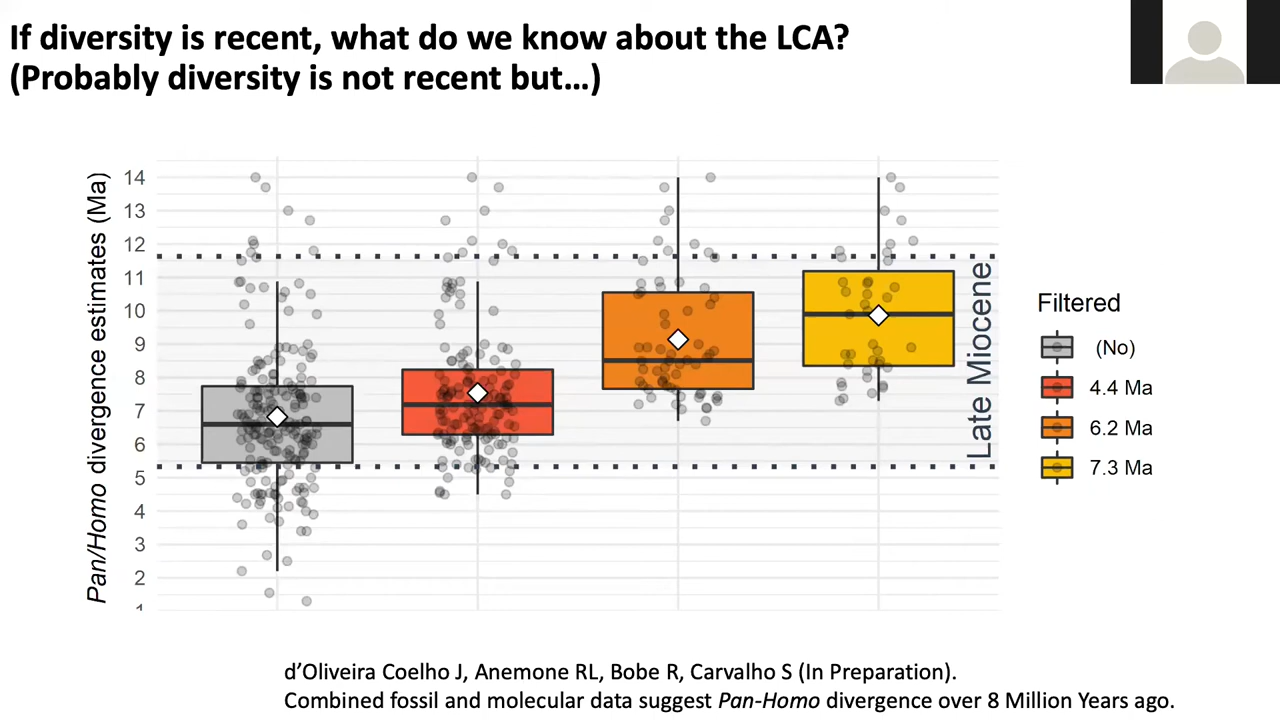 If diversity is recent, what do we know about the LCA?
(Probably diversity is not recent but…)
Pan/Homo divergence estimates (Ma)
14
13
12
11
10
9
8
7
6
5
4
3
2
1
Late Miocene
Filtered
(No)
4.4 Ma
6.2 Ma
7.3 Ma
d’Oliveira Coelho J, Anemone RL, Bobe R, Carvalho S (In Preparation).
Combined fossil and molecular data suggest Pan-Homo divergence over 8 Million Years ago.